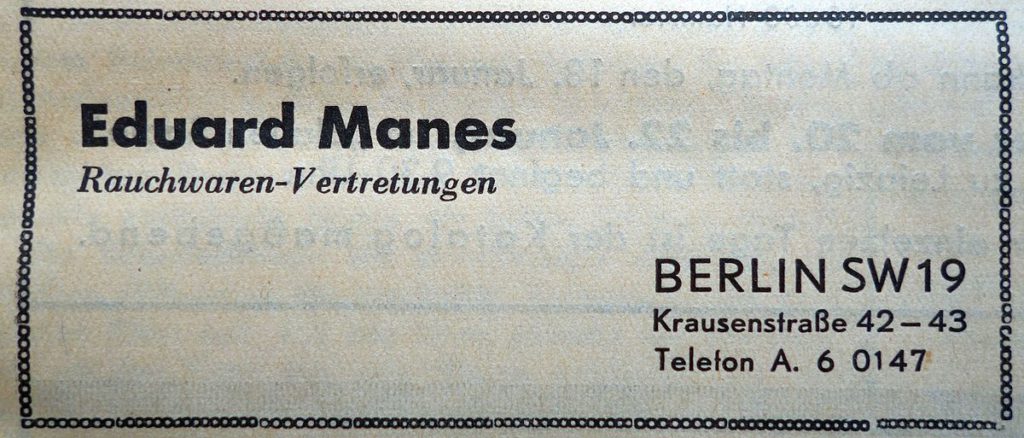 Eduard Manes
Rauchwaren-Vertretungen
BERLIN SW19
Krausenstraße 42–43
Telefon A. 6 0147